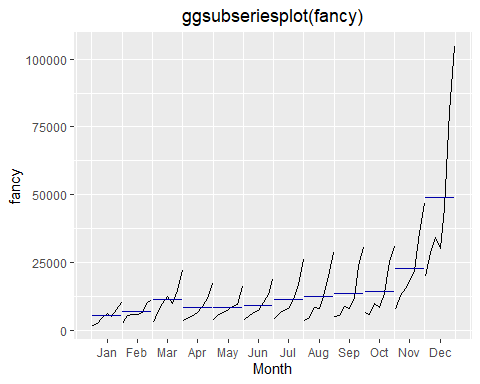 ggsubseriesplot(fancy)
100000
75000
50000
25000
0
fancy
Jan Feb Mar Apr May Jun Jul Aug Sep Oct Nov Dec
Month